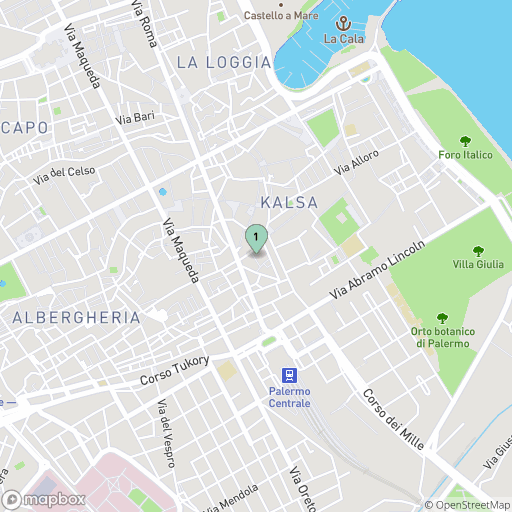 Castello a Mare
La Cala
Via Roma
Via Maqueda
LA LOGGIA
Via Bari
CAPO
Foro Italico
Via Alloro
Via del Celso
KALSA
1
Via Maqueda
Via Abramo Lincoln
Villa Giulia
ALBERGHERIA
Orto botanico
di Palermo
Corso Tukory
Palermo
Centrale
Corso dei Mille
Via del Vespro
Via Oreto
Via Mendola
mapbox
© OpenStreetMap